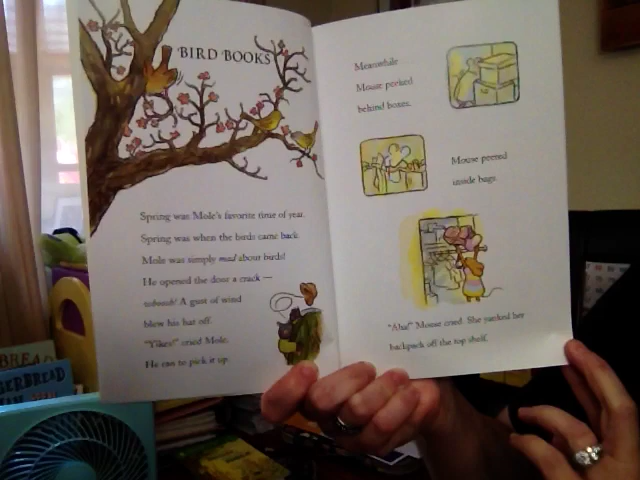 BIRD BOOKS
Spring was Mole's favorite time of year.
Spring was when the birds came back.
Mole was simply mad about birds!
He opened the door a crack —
whoosh! A gust of wind
blew his hat off.
"Yikes!" cried Mole.
He ran to pick it up.
Meanwhile
Mouse peeked
behind boxes.
Mouse peered
inside bags.
"Aha!" Mouse cried. She yanked her
backpack off the top shelf.
BREAD
GERBREAD